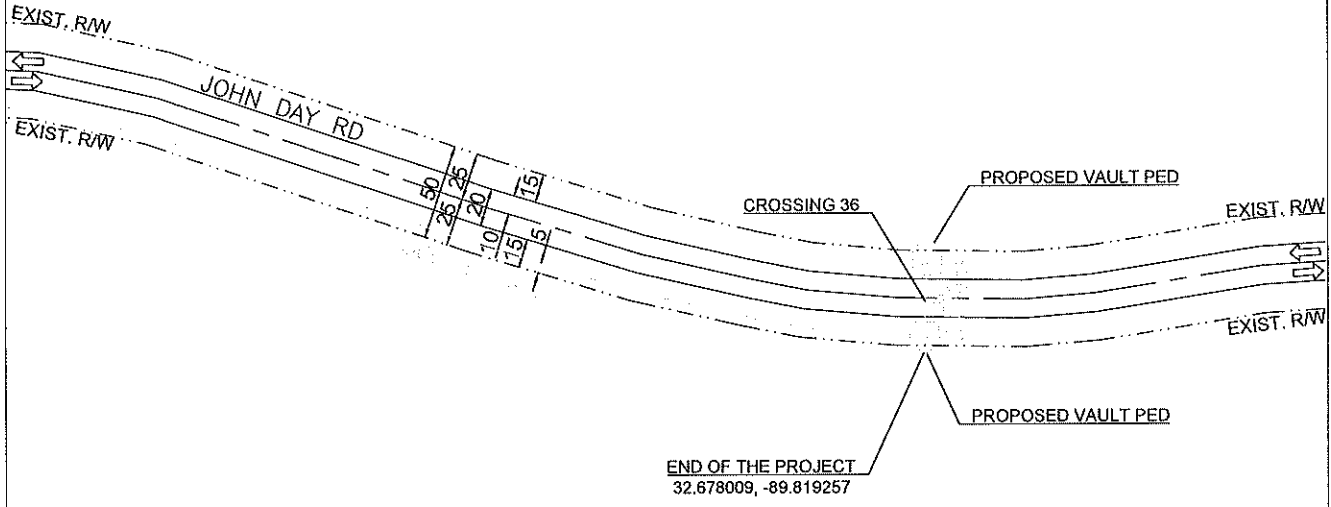 EXIST. R/W
JOHN DAY RD
EXIST. R/W
50
25
25
20
15
10
15
5
CROSSING 36
PROPOSED VAULT PED
EXIST. R/W
EXIST. R/W
PROPOSED VAULT PED
END OF THE PROJECT
32.678009, -89.819257